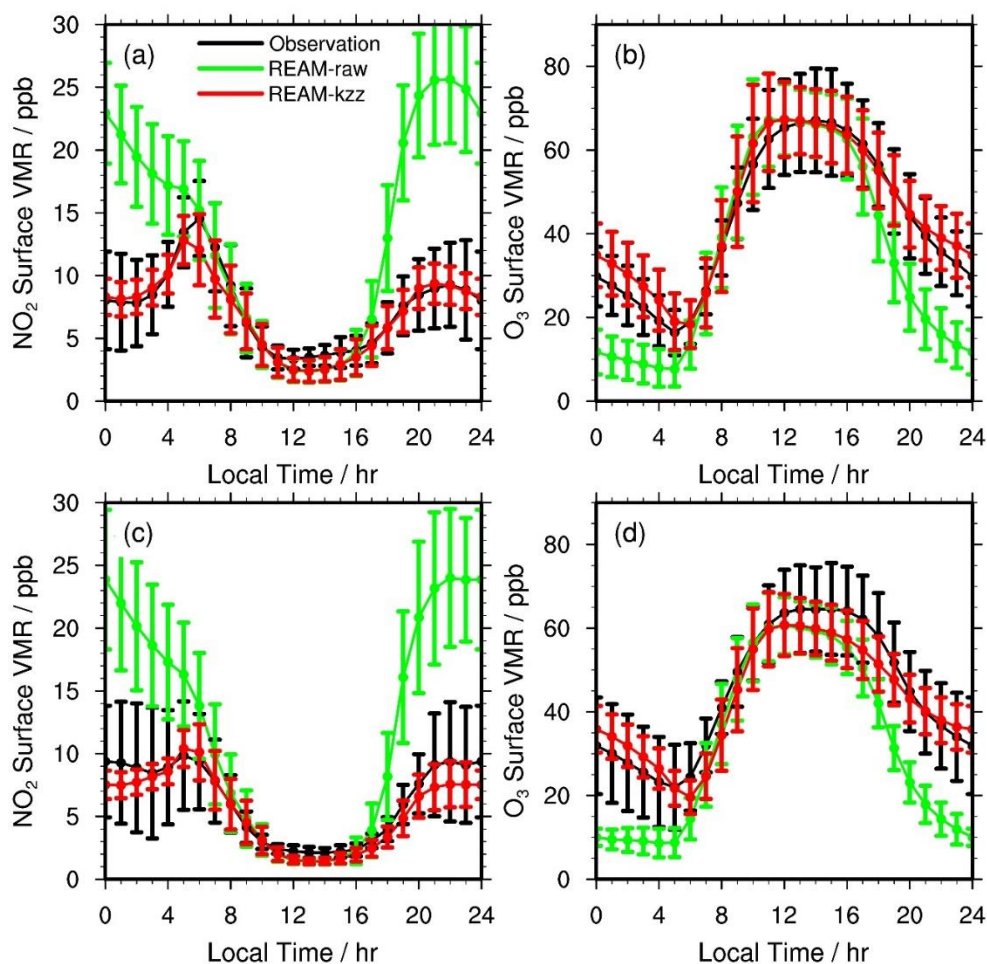 (a)
Observation
REAM-raw
REAM-kzz
30
25
20
15
10
5
0
NO₂ Surface VMR / ppb
0 4 8 12 16 20 24
Local Time / hr
(b)
80
60
40
20
0
O₃ Surface VMR / ppb
0 4 8 12 16 20 24
Local Time / hr
(c)
30
25
20
15
10
5
0
NO₂ Surface VMR / ppb
0 4 8 12 16 20 24
Local Time / hr
(d)
80
60
40
20
0
O₃ Surface VMR / ppb
0 4 8 12 16 20 24
Local Time / hr